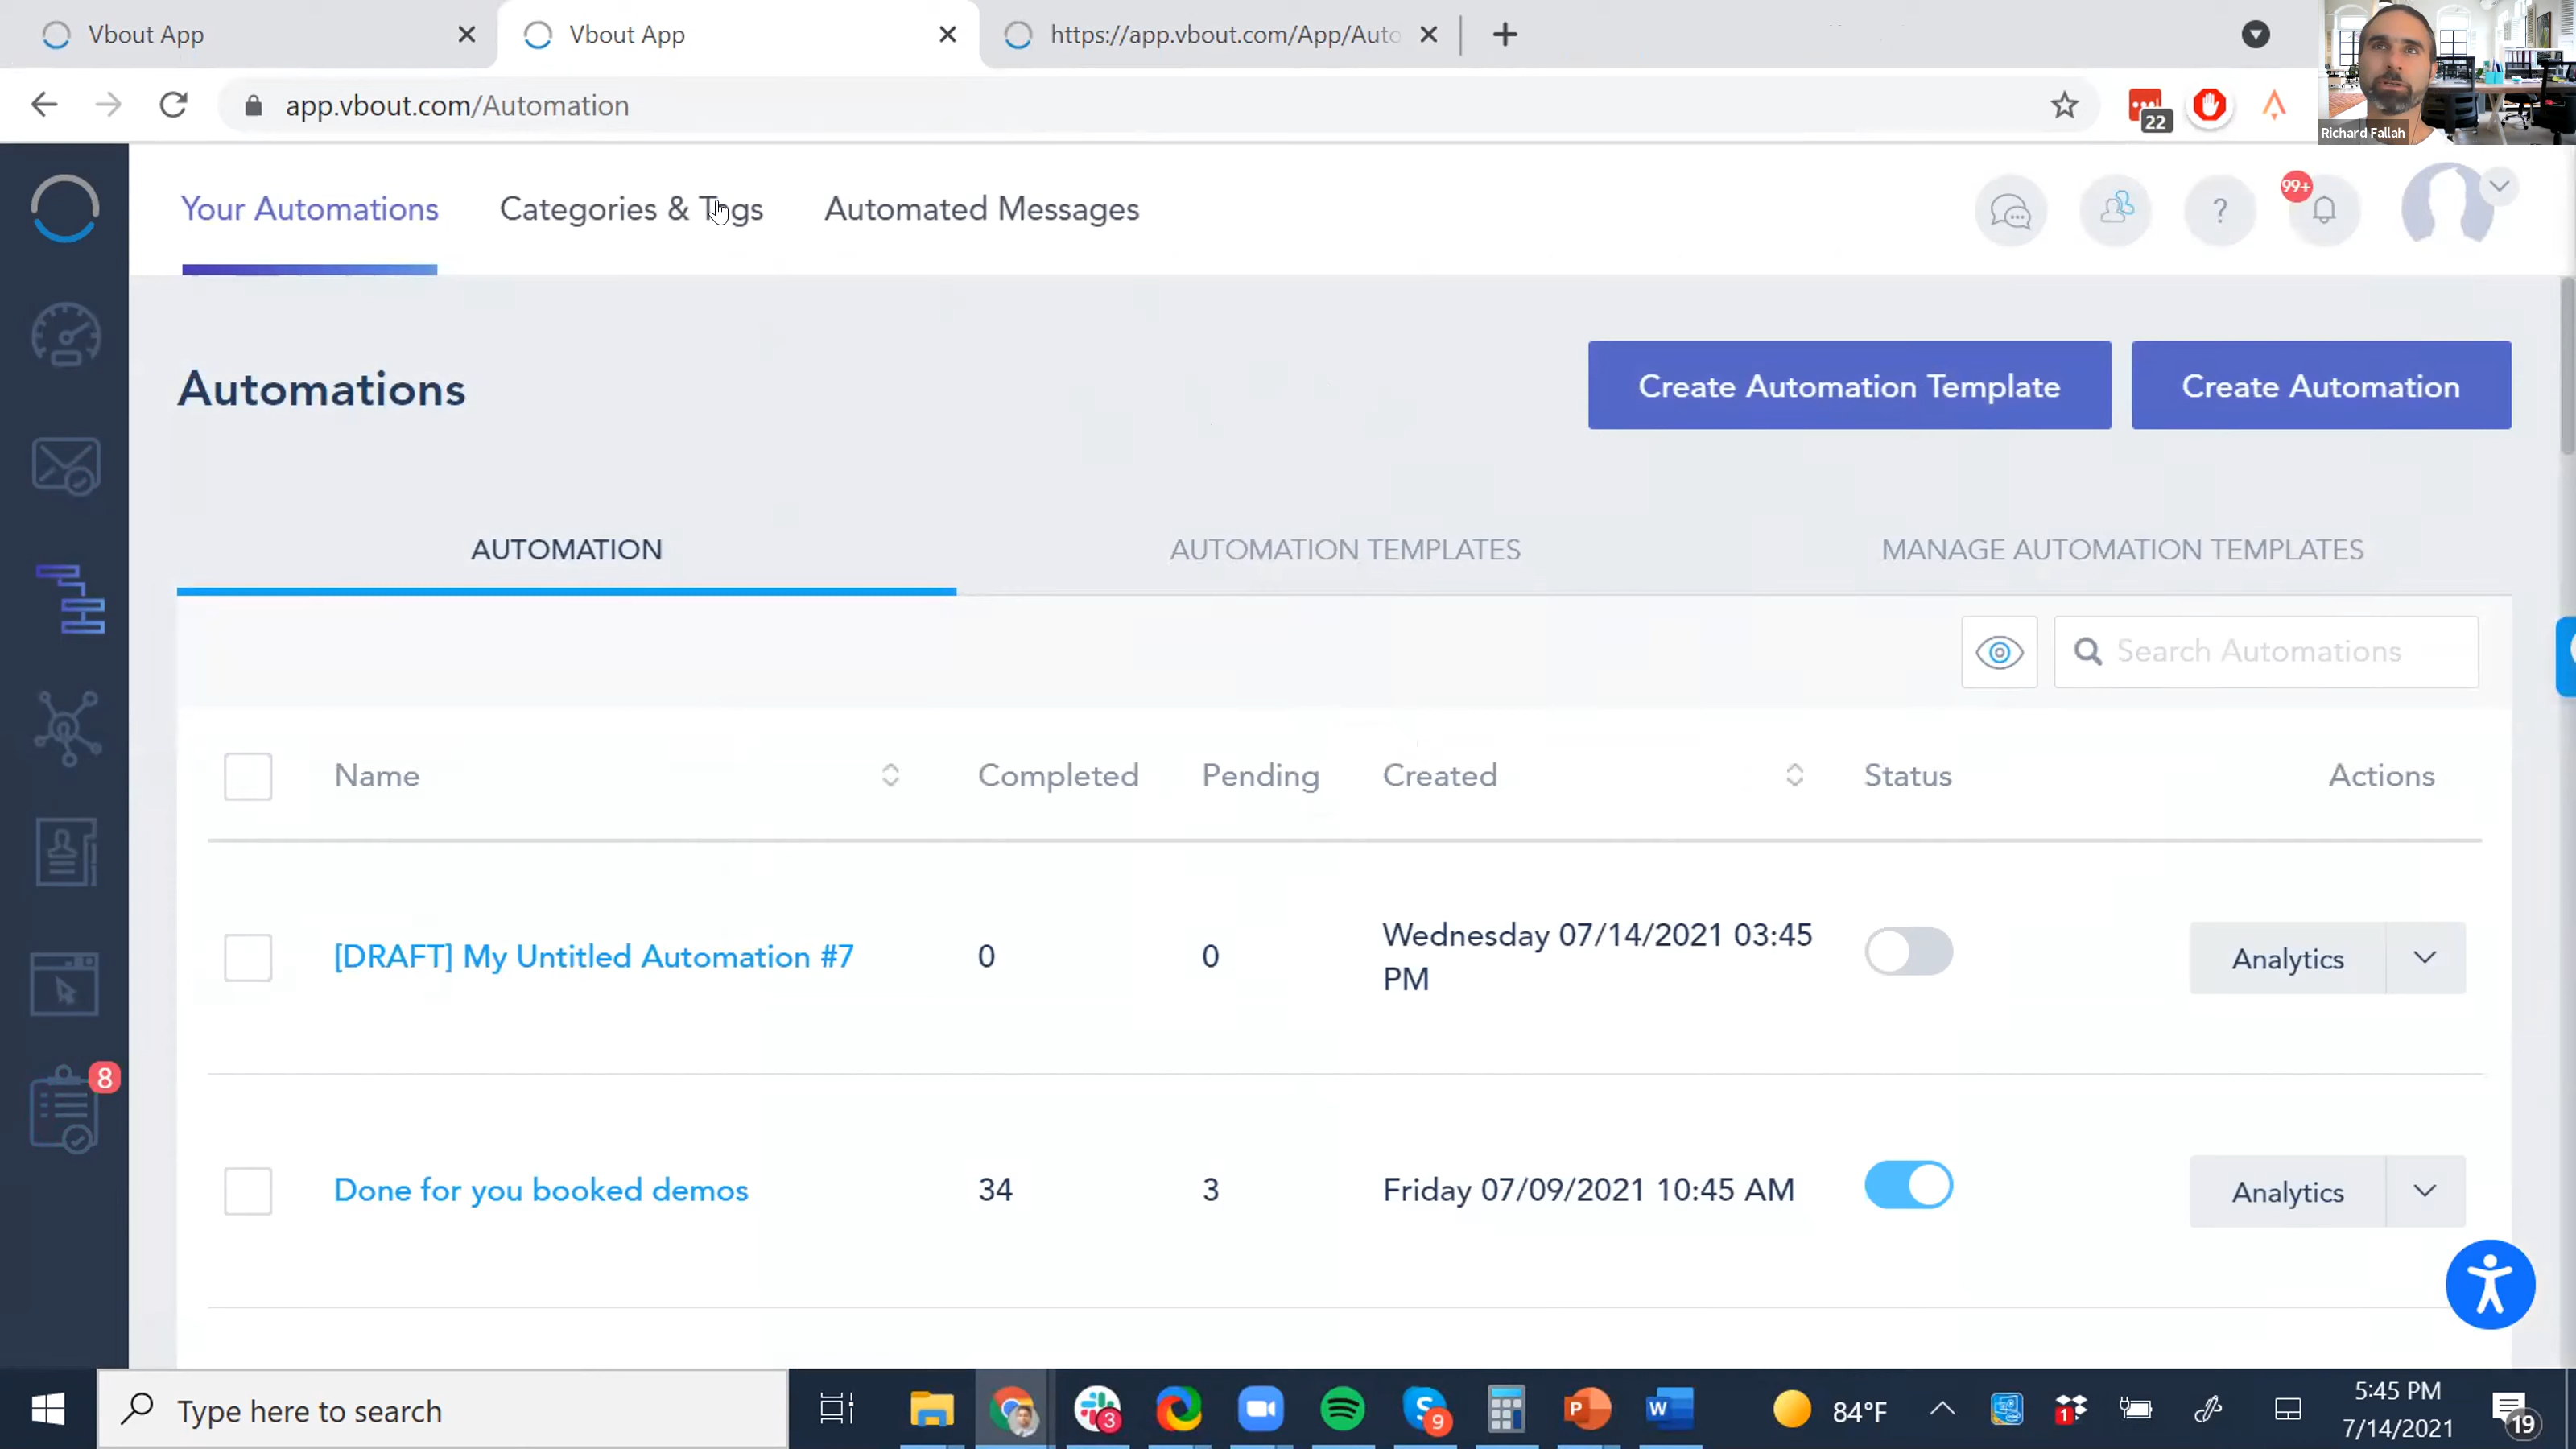 Vbout App
Vbout App
https://app.vbout.com/App/Auto
app.vbout.com/Automation
22
Richard Fallah
Your Automations
Categories & Tags
Automated Messages
?
99+
Automations
Create Automation Template
Create Automation
AUTOMATION
AUTOMATION TEMPLATES
MANAGE AUTOMATION TEMPLATES
Search Automations
Name
Completed
Pending
Created
Status
Actions
[DRAFT] My Untitled Automation #7
0
0
Wednesday 07/14/2021 03:45
PM
Analytics
8
Done for you booked demos
34
3
Friday 07/09/2021 10:45 AM
Analytics
Type here to search
3
9
P
W
84°F
1
5:45 PM
7/14/2021
19